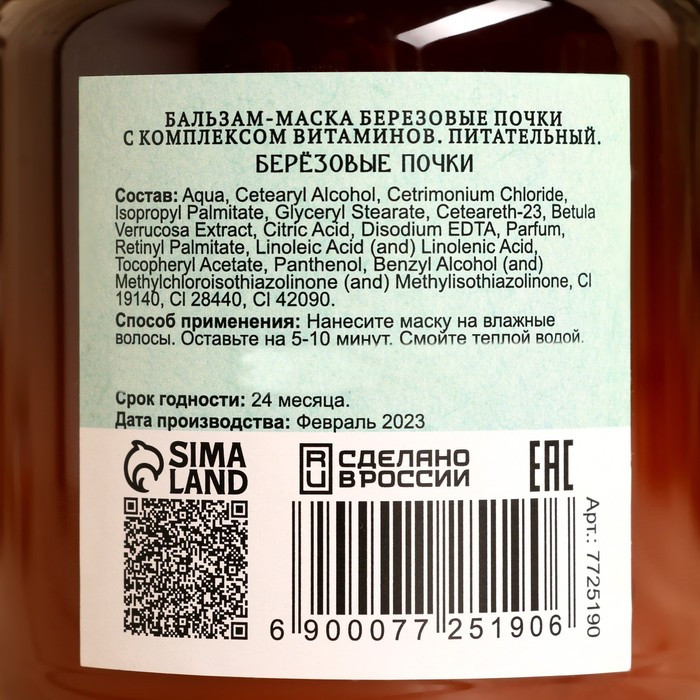 БАЛЬЗАМ-МАСКА БЕРЕЗОВЫЕ ПОЧКИ
С КОМПЛЕКСОМ ВИТАМИНОВ. ПИТАТЕЛЬНЫЙ.
БЕРЁЗОВЫЕ ПОЧКИ
Состав: Aqua, Cetearyl Alcohol, Cetrimonium Chloride,
Isopropyl Palmitate, Glyceryl Stearate, Ceteareth-23, Betula
Verrucosa Extract, Citric Acid, Disodium EDTA, Parfum,
Retinyl Palmitate, Linoleic Acid (and) Linolenic Acid,
Tocopheryl Acetate, Panthenol, Benzyl Alcohol (and)
Methylchloroisothiazolinone (and) Methylisothiazolinone, CI
19140, CI 28440, CI 42090.
Способ применения: Нанесите маску на влажные
волосы. Оставьте на 5-10 минут. Смойте теплой водой.
Срок годности: 24 месяца.
Дата производства: Февраль 2023
SIMA
LAND
RU
СДЕЛАНО
В РОССИИ
EAC
Арт.: 7725190
6 900077 251906